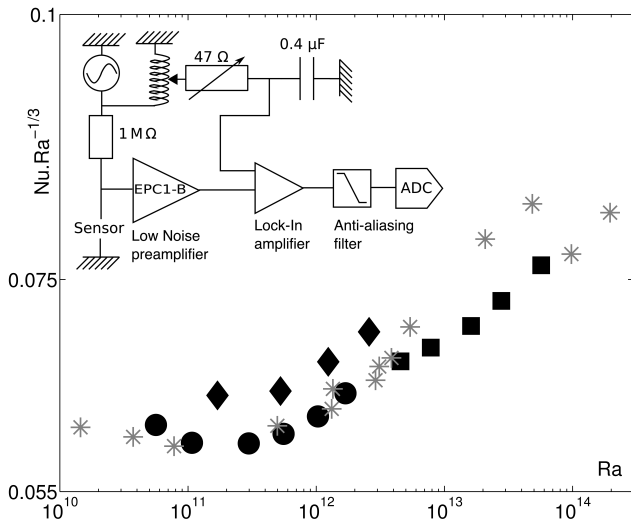 0.1
47 Ω
0.4 µF
1 M Ω
Nu.Ra^-1/3
EPC1-B
ADC
Sensor
Low Noise
preamplifier
Lock-In
amplifier
Anti-aliasing
filter
0.075
0.055
Ra
10^10
10^11
10^12
10^13
10^14